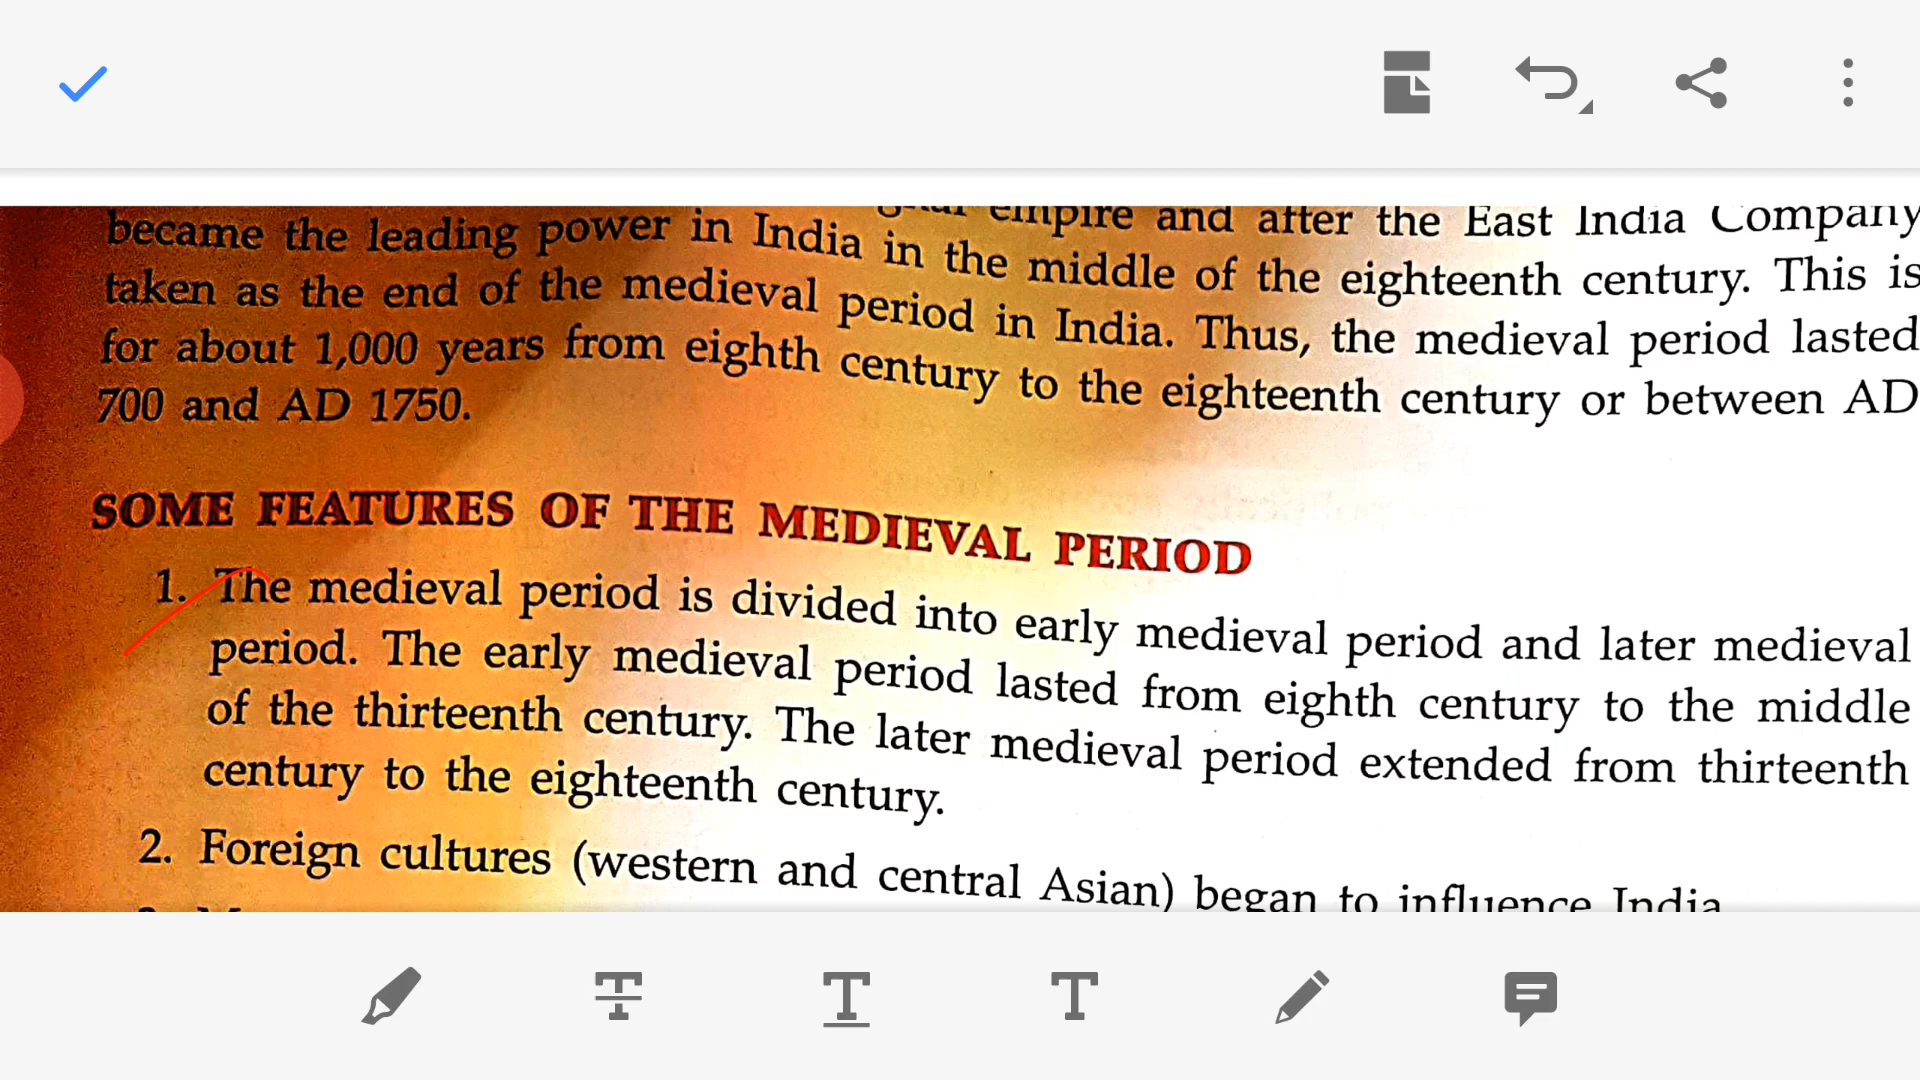 empire and after the East India Company
became the leading power in India in the middle of the eighteenth century. This is
taken as the end of the medieval period in India. Thus, the medieval period lasted
for about 1,000 years from eighth century to the eighteenth century or between AD
700 and AD 1750.
SOME FEATURES OF THE MEDIEVAL PERIOD
1. The medieval period is divided into early medieval period and later medieval
period. The early medieval period lasted from eighth century to the middle
of the thirteenth century. The later medieval period extended from thirteenth
century to the eighteenth century.
2. Foreign cultures (western and central Asian) began to influence India